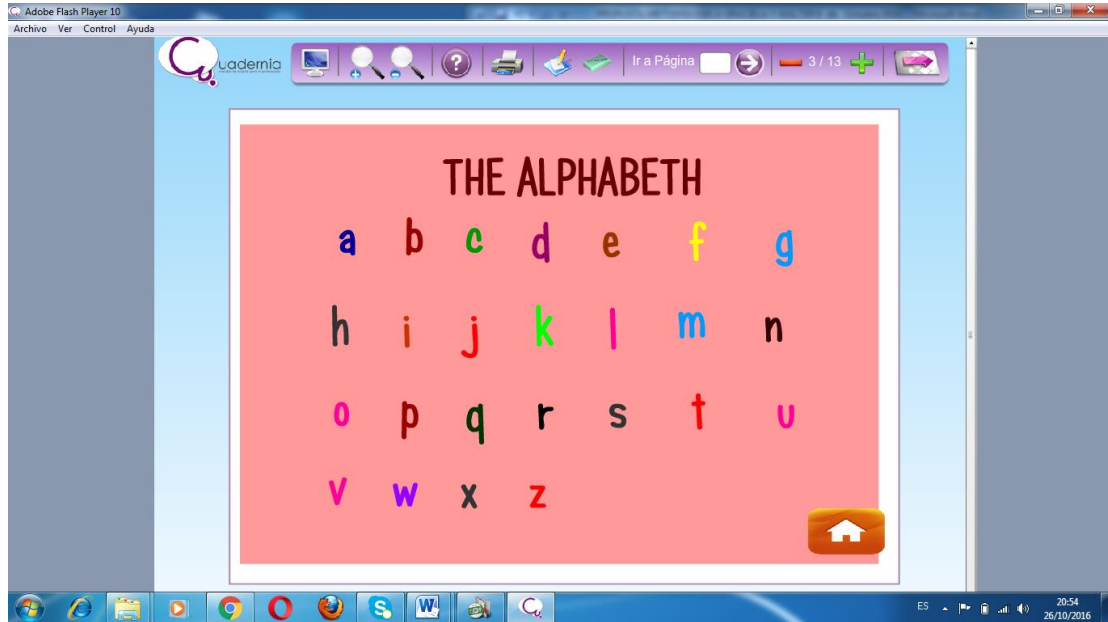 Adobe Flash Player 10
Archivo Ver Control Ayuda
Cuadernia
Ir a Página 3 / 13
THE ALPHABETH
a b c d e f g
h i j k l m n
o p q r s t u
v w x z
ES 20:54
26/10/2016